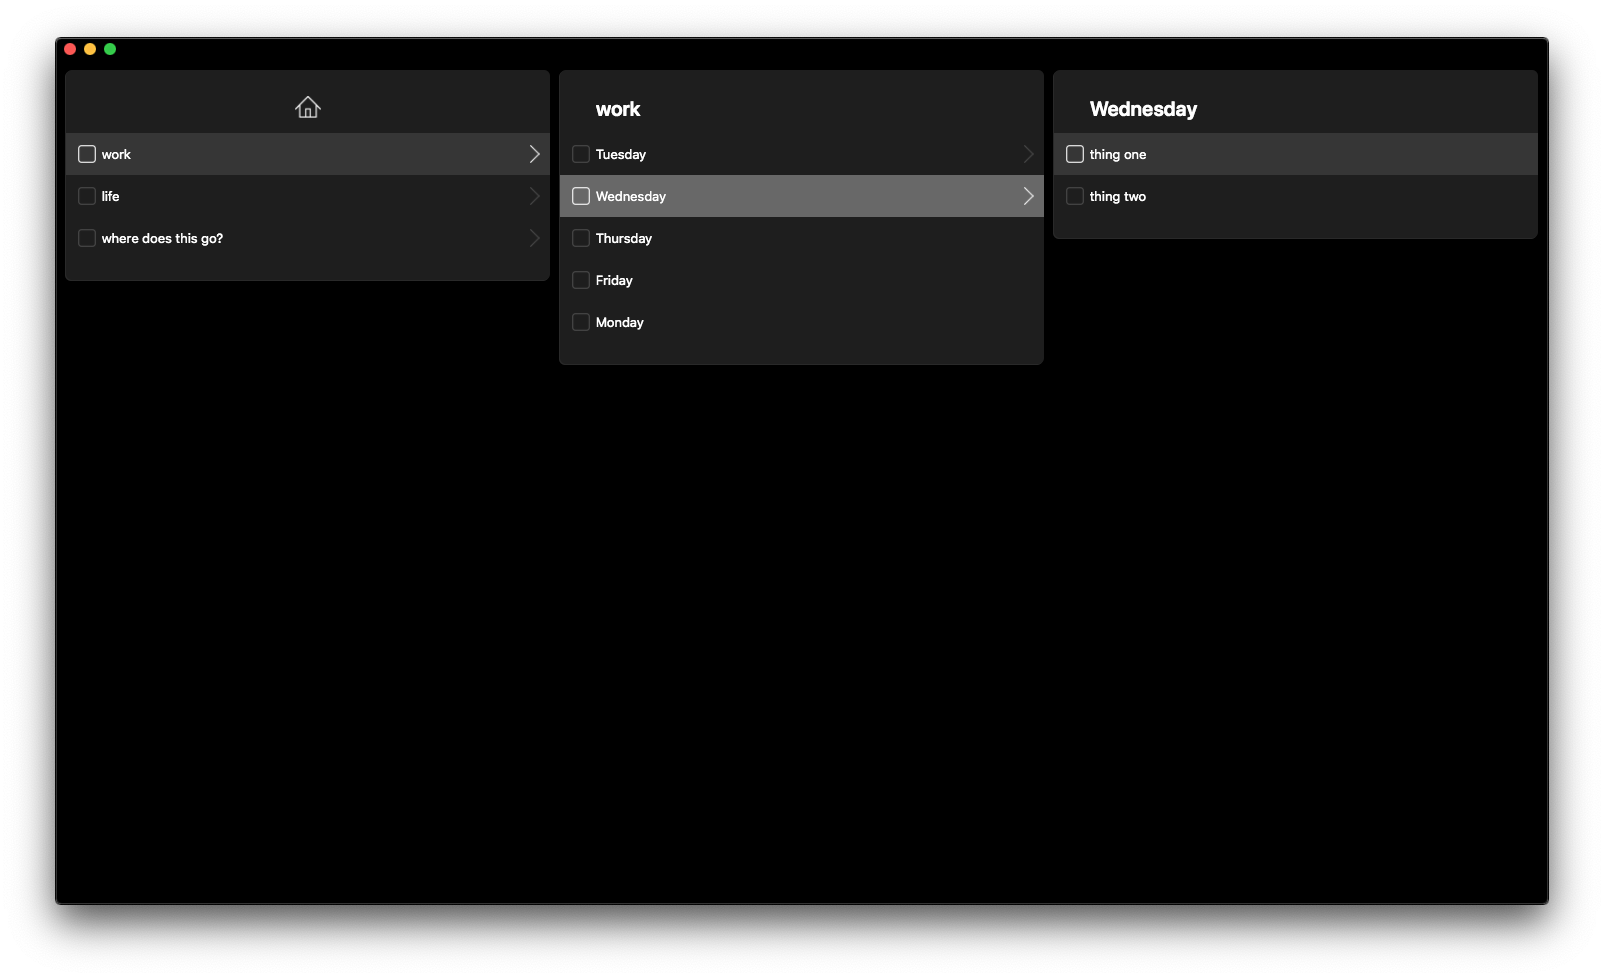 work
life
where does this go?
work
Tuesday
Wednesday
Thursday
Friday
Monday
Wednesday
thing one
thing two